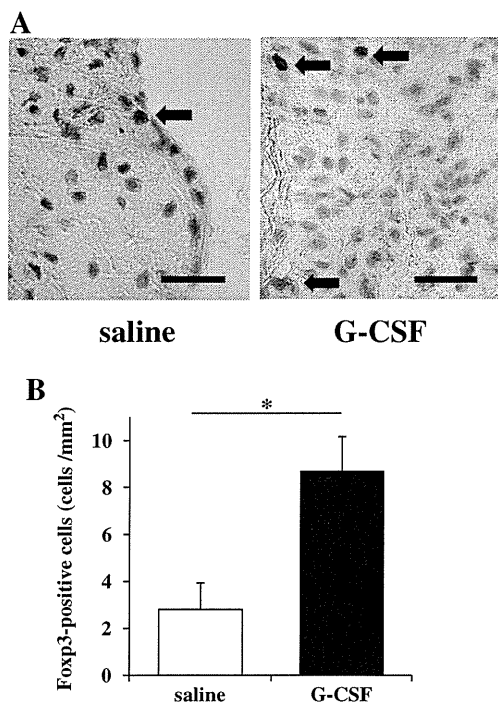 A
saline
G-CSF
B
*
Foxp3-positive cells (cells /mm²)
10
8
6
4
2
0
saline
G-CSF